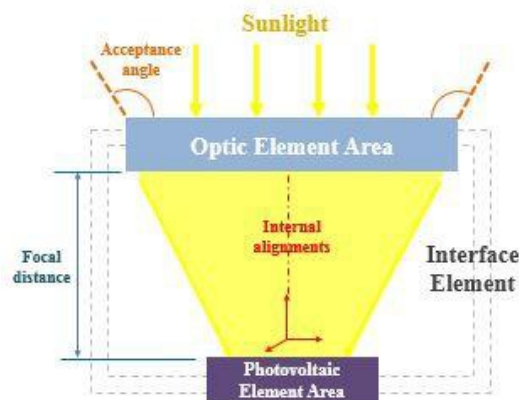 Sunlight
Acceptance
angle
Optic Element Area
Internal
alignments
Focal
distance
Interface
Element
Photovoltaic
Element Area